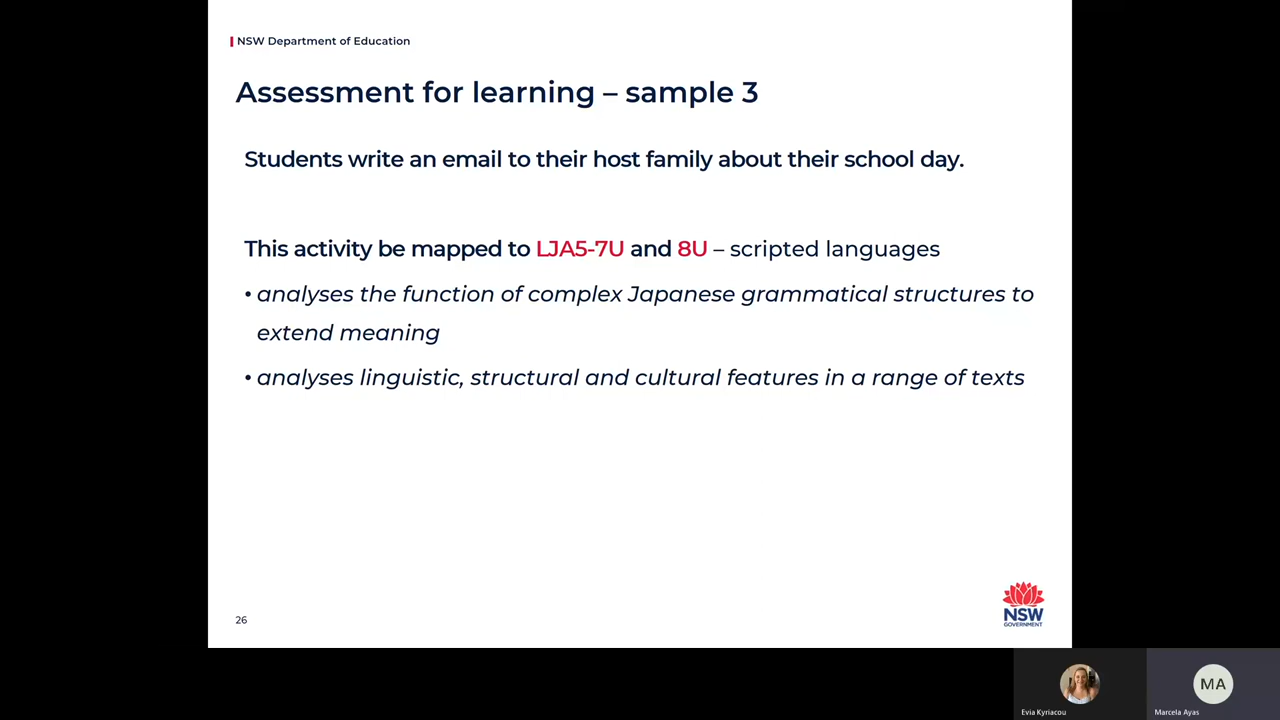 NSW Department of Education
Assessment for learning – sample 3
Students write an email to their host family about their school day.
This activity be mapped to LJA5-7U and 8U – scripted languages
• analyses the function of complex Japanese grammatical structures to
extend meaning
• analyses linguistic, structural and cultural features in a range of texts
26
NSW
GOVERNMENT
MA
Evia Kyriacou
Marcela Ayas